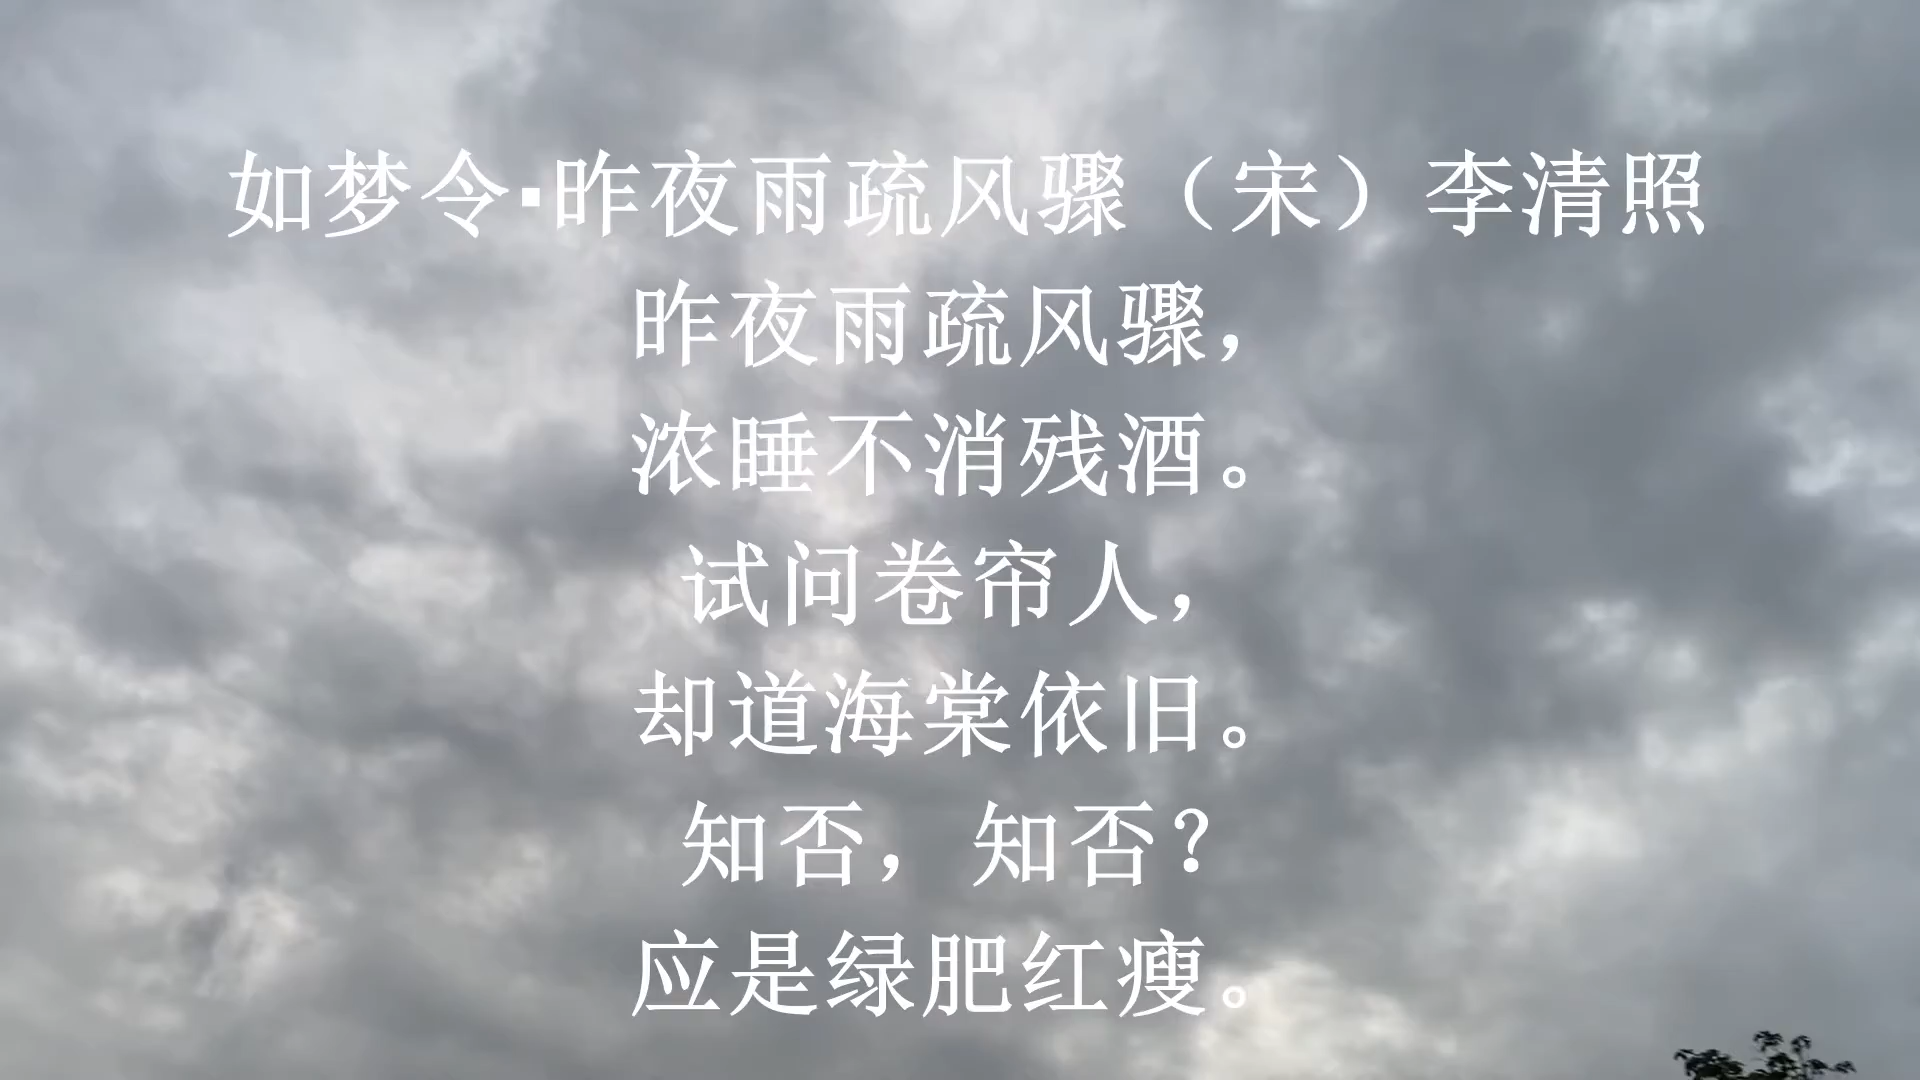 如梦令·昨夜雨疏风骤（宋）李清照
昨夜雨疏风骤，
浓睡不消残酒。
试问卷帘人，
却道海棠依旧。
知否，知否？
应是绿肥红瘦。